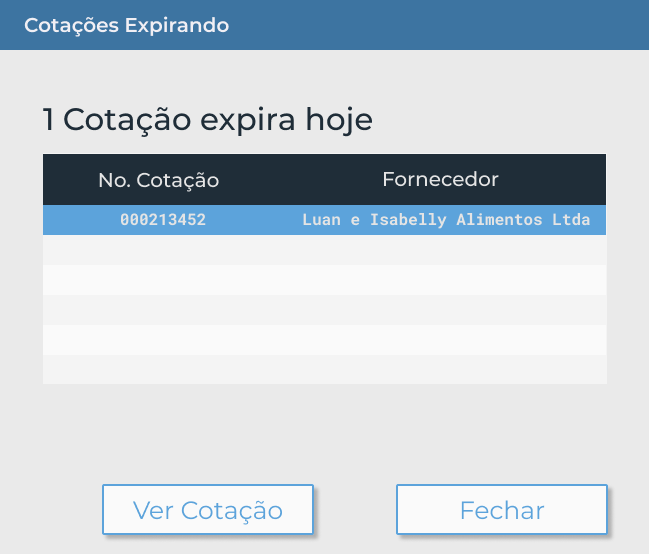 Cotações Expirando
1 Cotação expira hoje
No. Cotação Fornecedor
000213452 Luan e Isabelly Alimentos Ltda
Ver Cotação Fechar